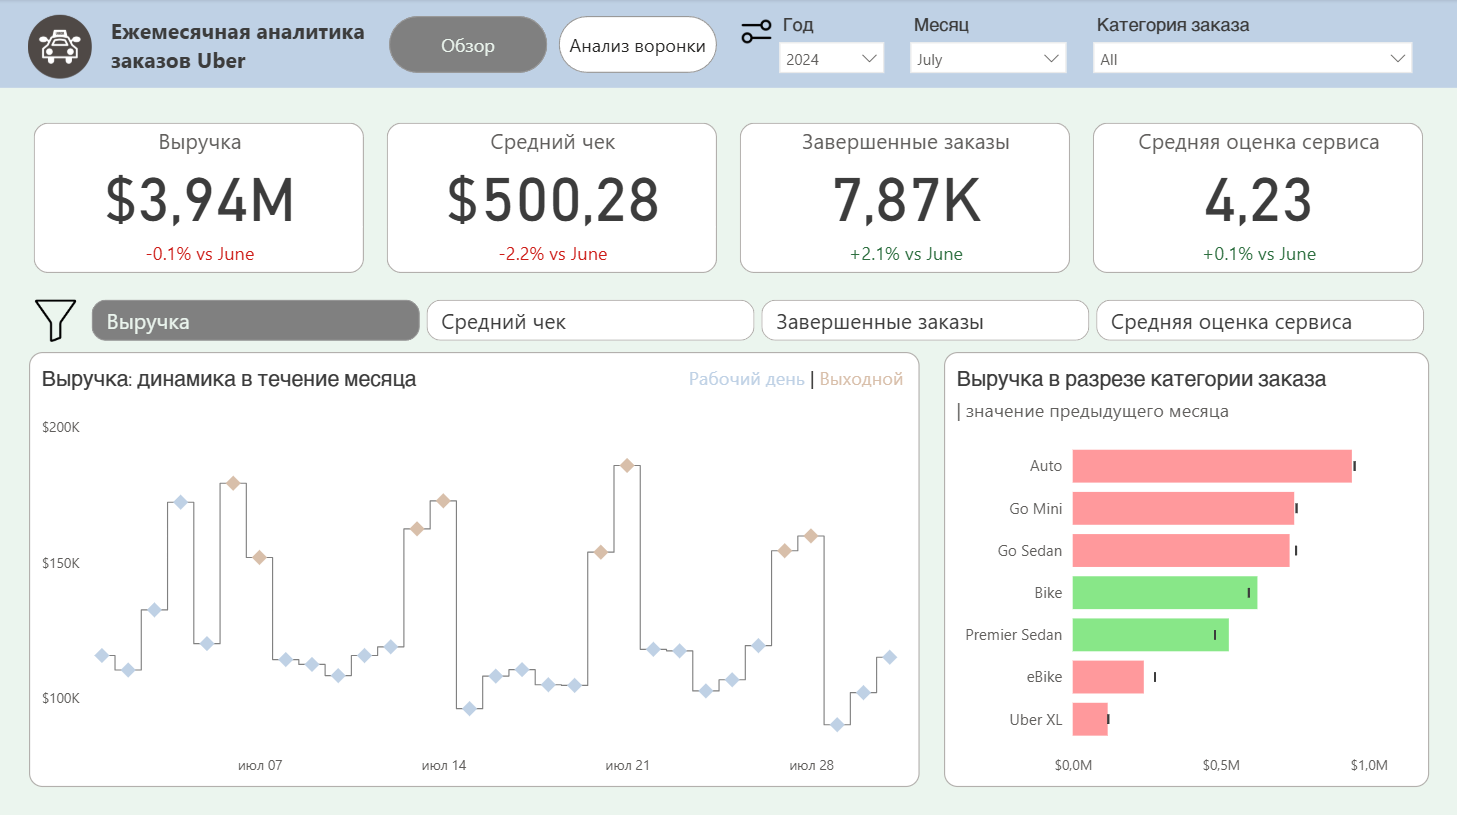 Ежемесячная аналитика
заказов Uber
Обзор
Анализ воронки
Год
2024
Месяц
July
Категория заказа
All
Выручка
$3,94M
-0.1% vs June
Средний чек
$500,28
-2.2% vs June
Завершенные заказы
7,87K
+2.1% vs June
Средняя оценка сервиса
4,23
+0.1% vs June
Выручка
Средний чек
Завершенные заказы
Средняя оценка сервиса
Выручка: динамика в течение месяца
Рабочий день | Выходной
$200K
$150K
$100K
июл 07
июл 14
июл 21
июл 28
Выручка в разрезе категории заказа
| значение предыдущего месяца
Auto
Go Mini
Go Sedan
Bike
Premier Sedan
eBike
Uber XL
$0,0M
$0,5M
$1,0M